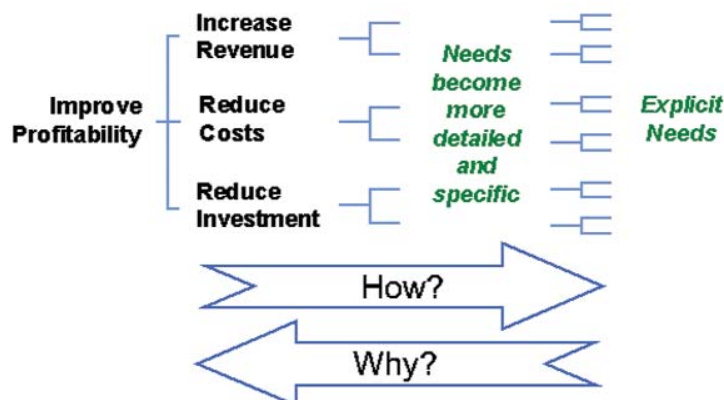 Increase
Revenue
Needs
become
more
detailed
and
specific
Improve
Profitability
Reduce
Costs
Explicit
Needs
Reduce
Investment
How?
Why?